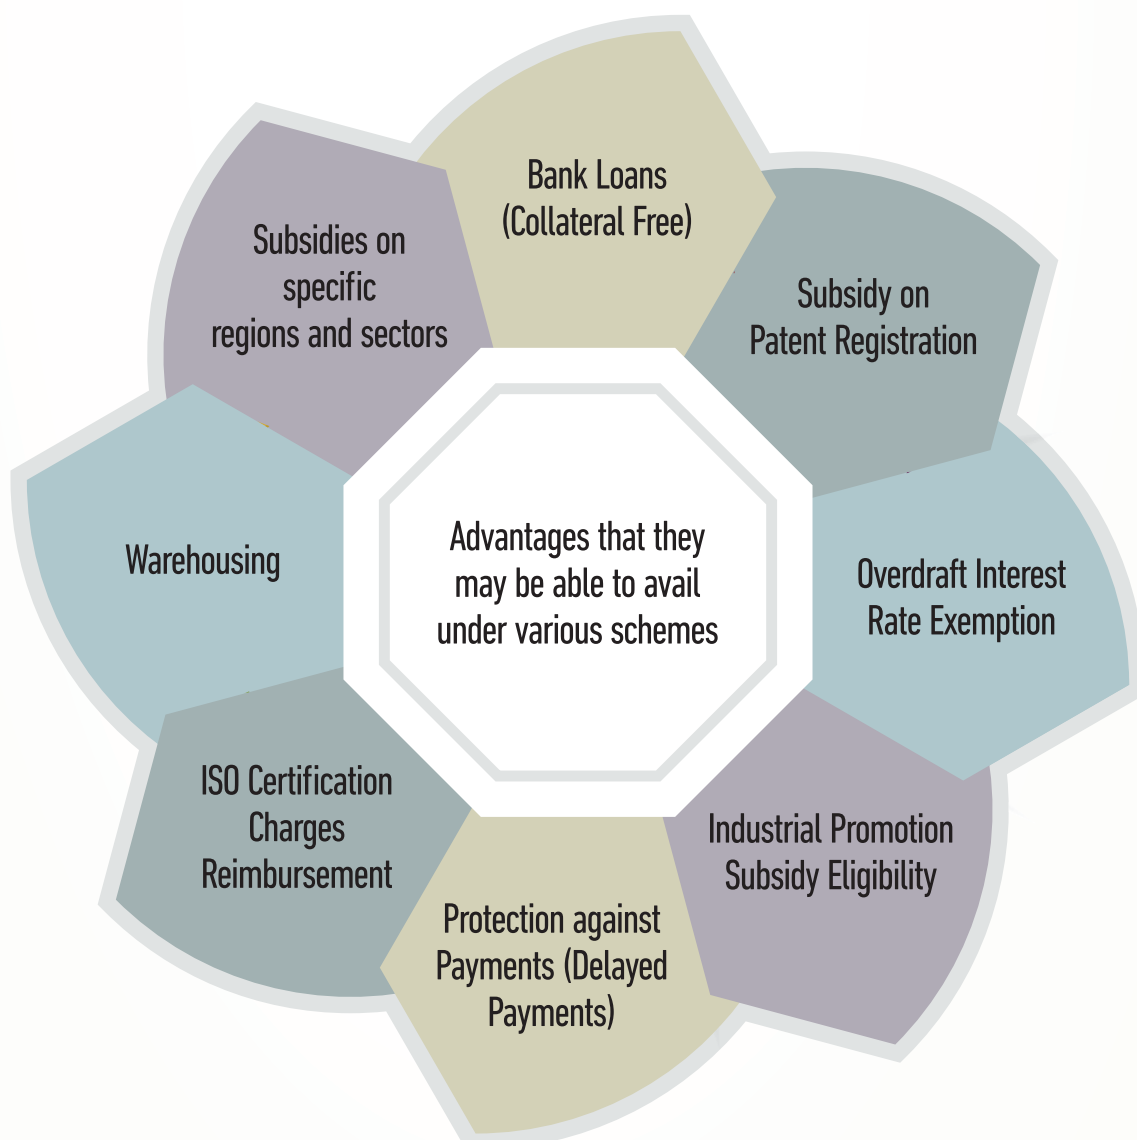 Bank Loans
(Collateral Free)
Subsidy on
Patent Registration
Overdraft Interest
Rate Exemption
Industrial Promotion
Subsidy Eligibility
Protection against
Payments (Delayed
Payments)
ISO Certification
Charges
Reimbursement
Warehousing
Subsidies on
specific
regions and sectors
Advantages that they
may be able to avail
under various schemes